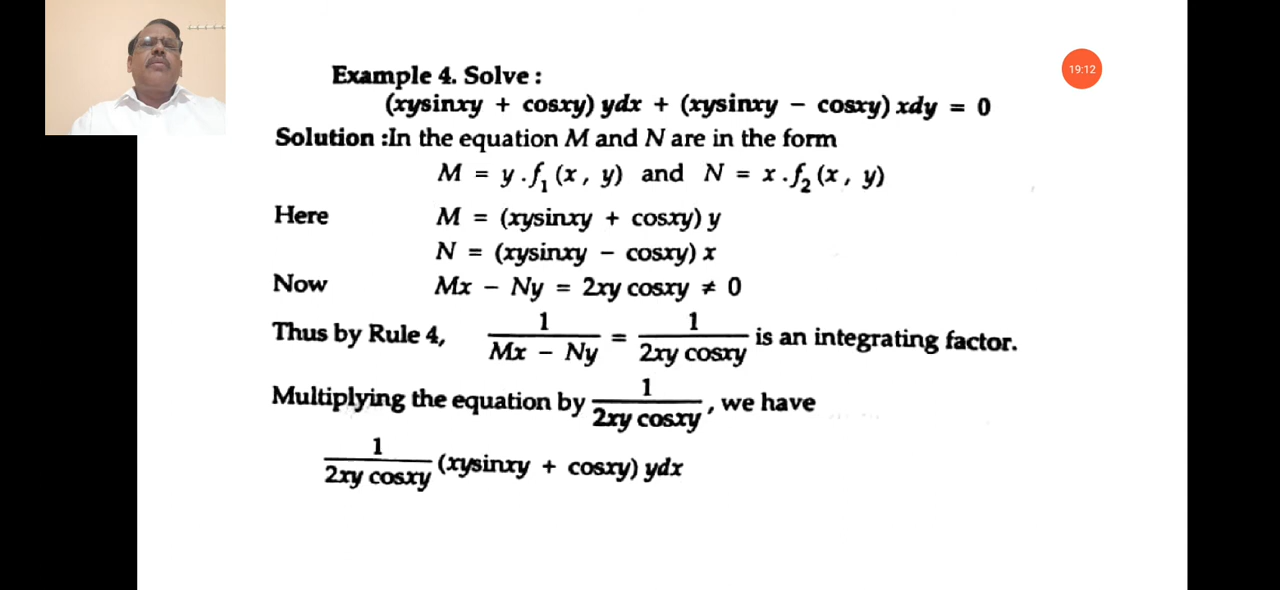 19:12
Example 4. Solve :
(xysinxy + cosxy) ydx + (xysinxy − cosxy) xdy = 0
Solution :In the equation M and N are in the form
M = y . f₁ (x , y) and N = x . f₂ (x , y)
Here M = (xysinxy + cosxy) y
N = (xysinxy − cosxy) x
Now Mx − Ny = 2xy cosxy ≠ 0
Thus by Rule 4, 1/(Mx − Ny) = 1/(2xy cosxy) is an integrating factor.
Multiplying the equation by 1/(2xy cosxy) , we have
1/(2xy cosxy) (xysinxy + cosxy) ydx